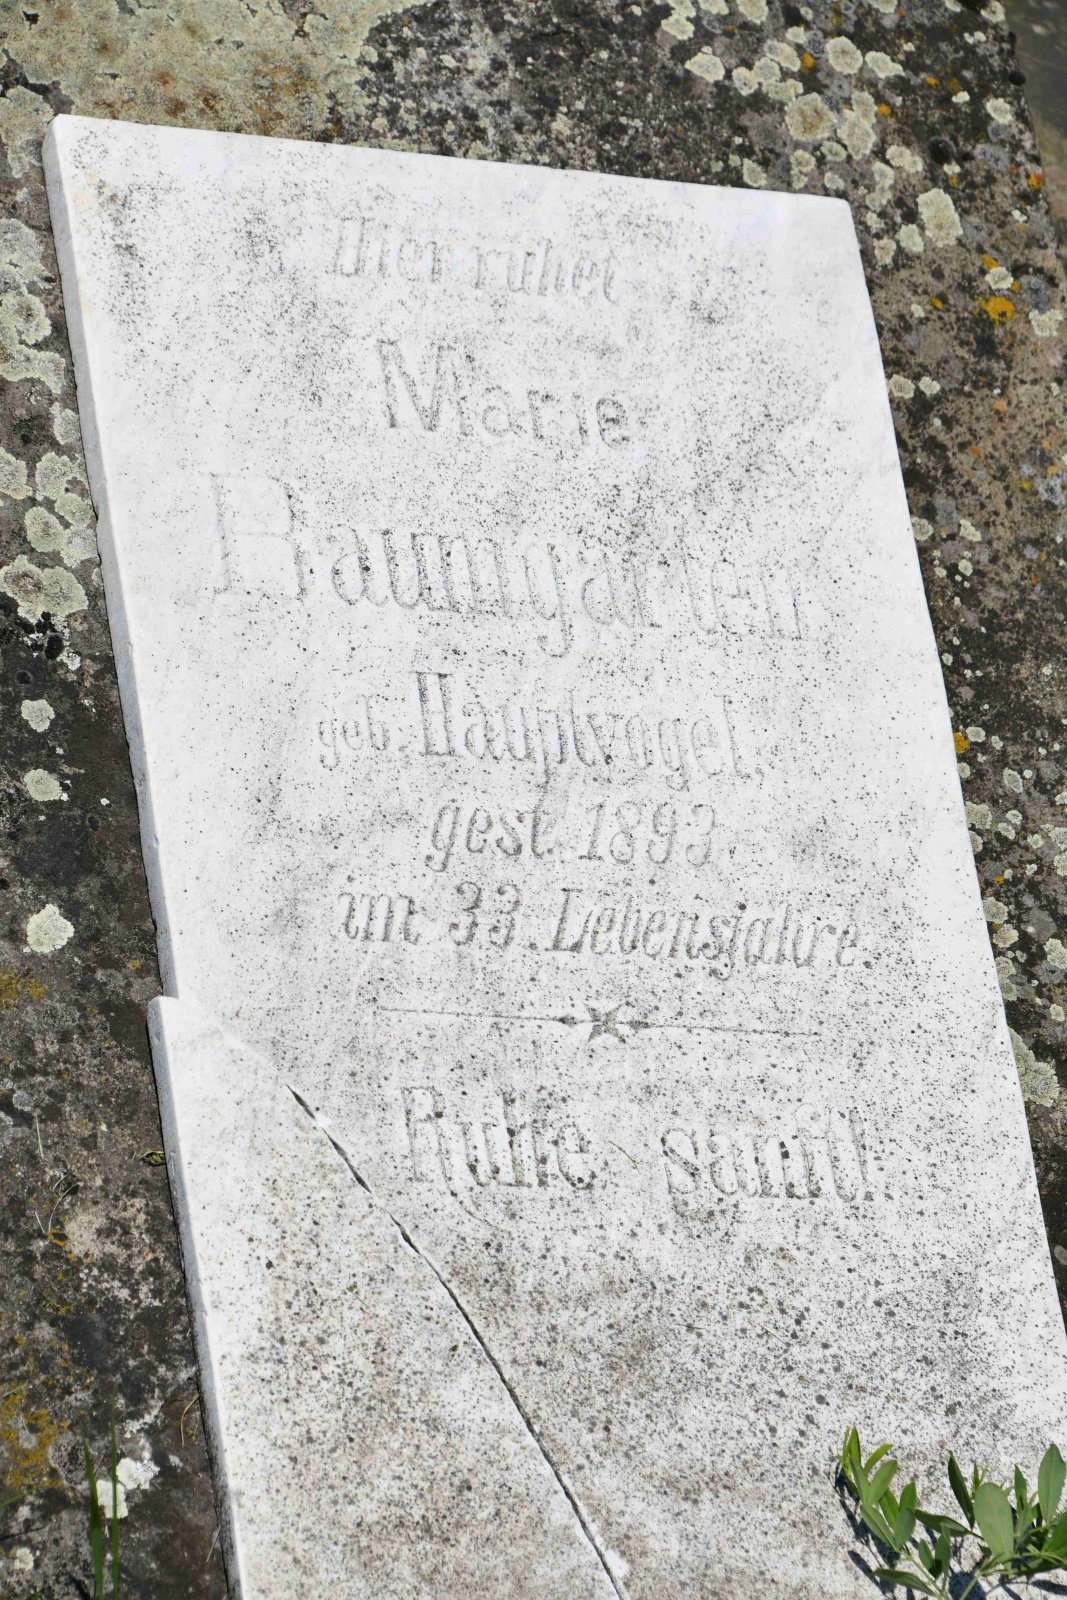 Hier ruhet
Marie
Baumgarten
geb. Hauptvogel,
gest. 1893
im 33. Lebensjahre.
Ruhe sanft!